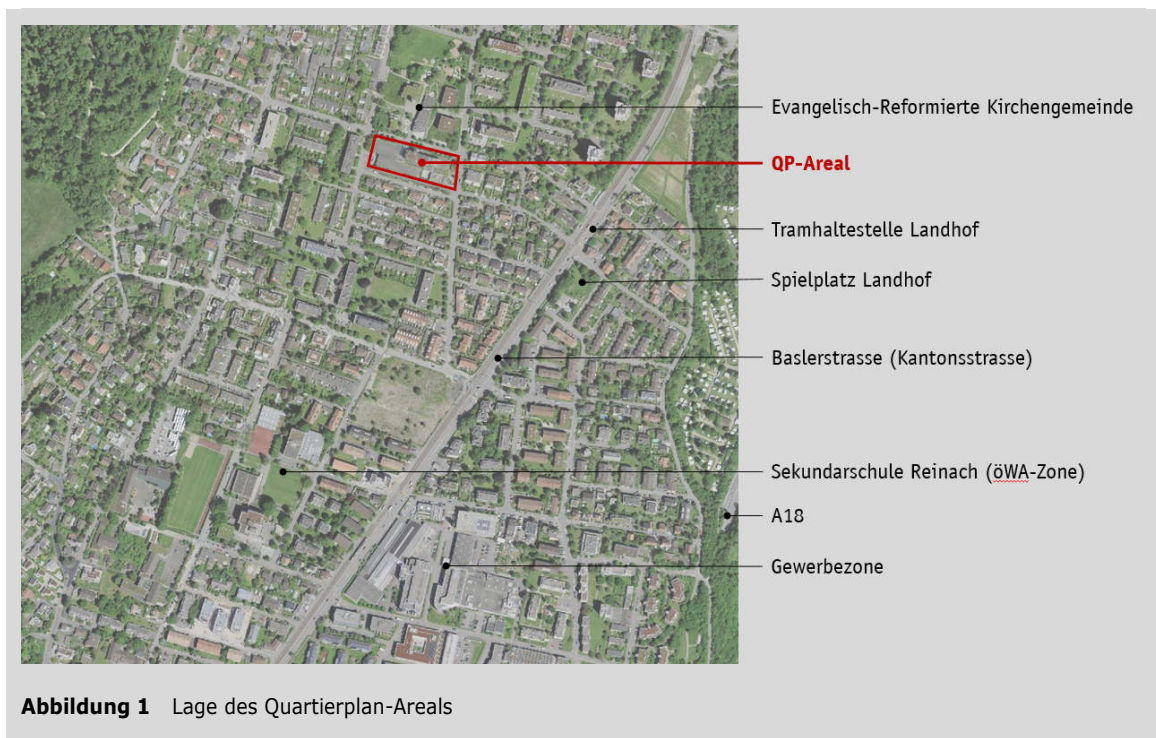 Evangelisch-Reformierte Kirchengemeinde
QP-Areal
Tramhaltestelle Landhof
Spielplatz Landhof
Baslerstrasse (Kantonsstrasse)
Sekundarschule Reinach (öWA-Zone)
A18
Gewerbezone
Abbildung 1 Lage des Quartierplan-Areals